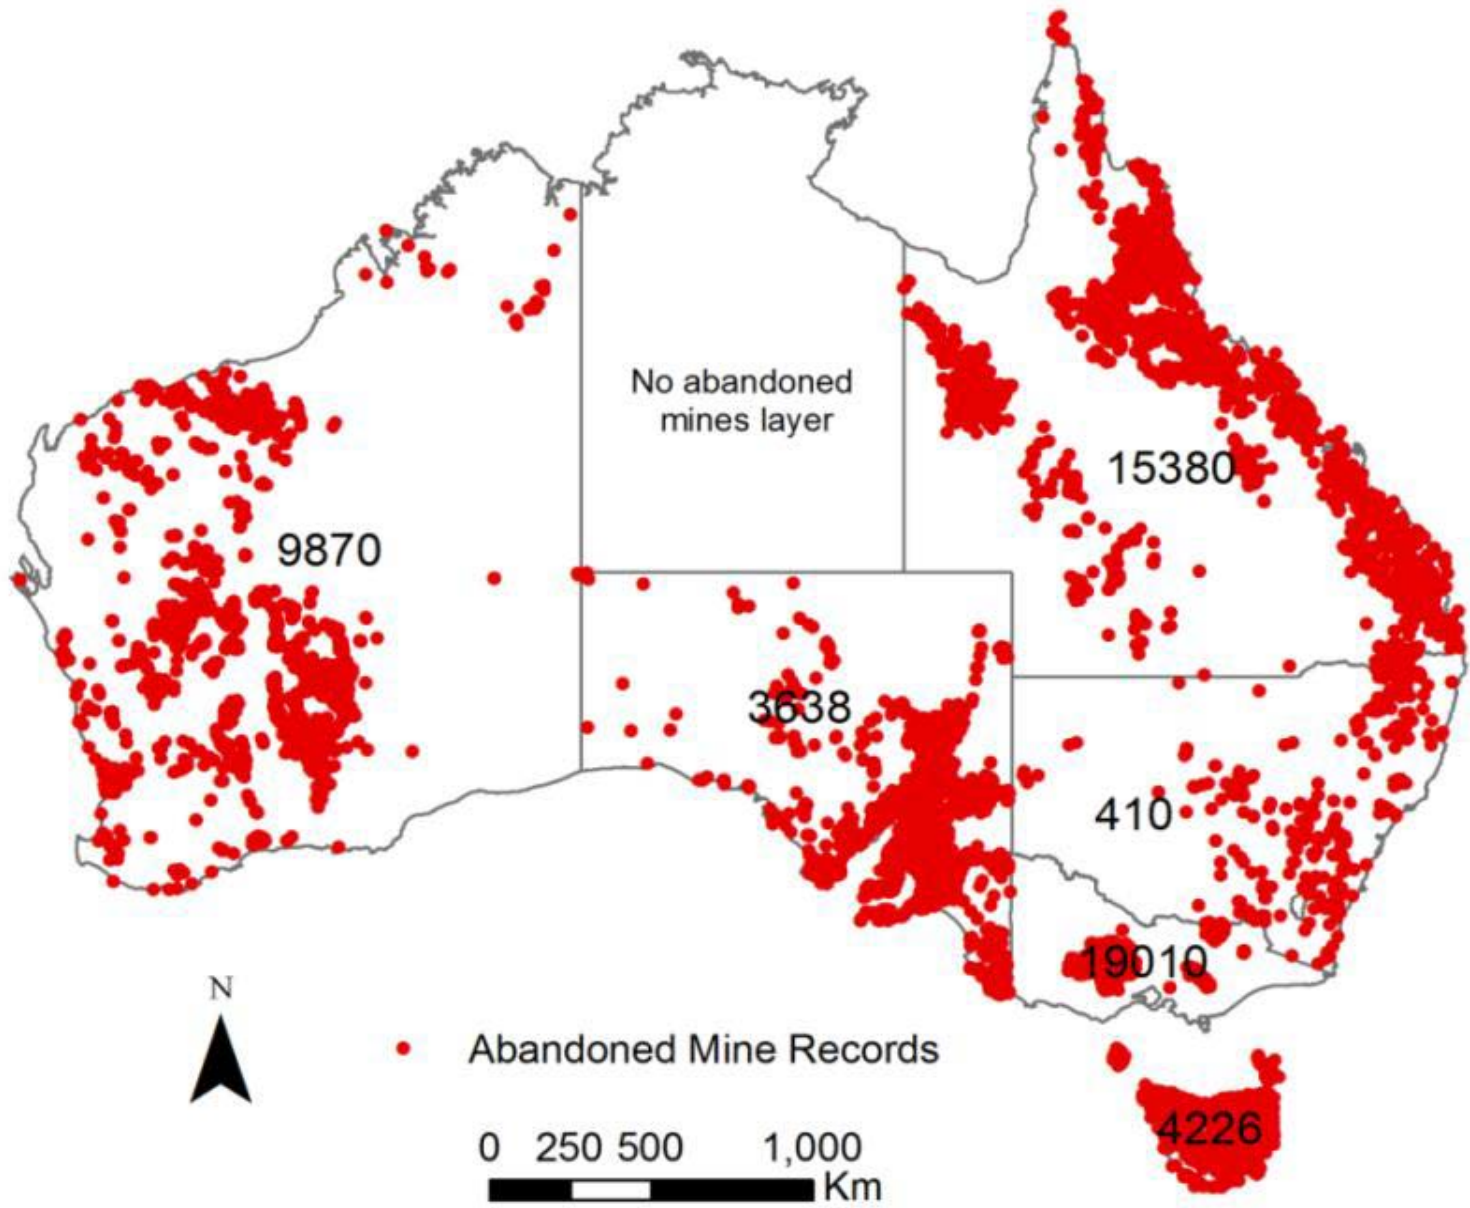 No abandoned
mines layer
15380
9870
3638
410
19010
N
Abandoned Mine Records
4226
0 250 500 1,000
Km